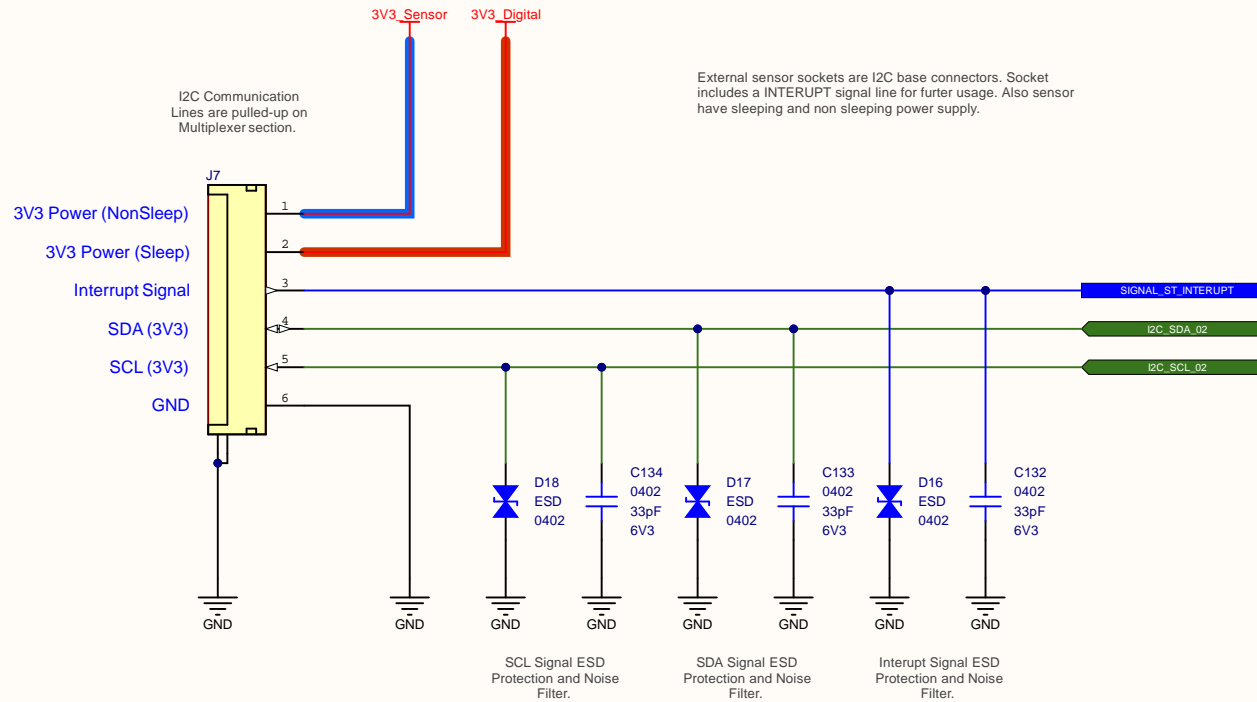 3V3_Sensor
3V3_Digital
I2C Communication
Lines are pulled-up on
Multiplexer section.
External sensor sockets are I2C base connectors. Socket
includes a INTERUPT signal line for furter usage. Also sensor
have sleeping and non sleeping power supply.
J7
3V3 Power (NonSleep)
1
3V3 Power (Sleep)
2
Interrupt Signal
3
SIGNAL_ST_INTERUPT
SDA (3V3)
4
I2C_SDA_02
SCL (3V3)
5
I2C_SCL_02
GND
6
D18
ESD
0402
C134
0402
33pF
6V3
D17
ESD
0402
C133
0402
33pF
6V3
D16
ESD
0402
C132
0402
33pF
6V3
GND
GND
GND
GND
GND
GND
GND
GND
SCL Signal ESD
Protection and Noise
Filter.
SDA Signal ESD
Protection and Noise
Filter.
Interupt Signal ESD
Protection and Noise
Filter.